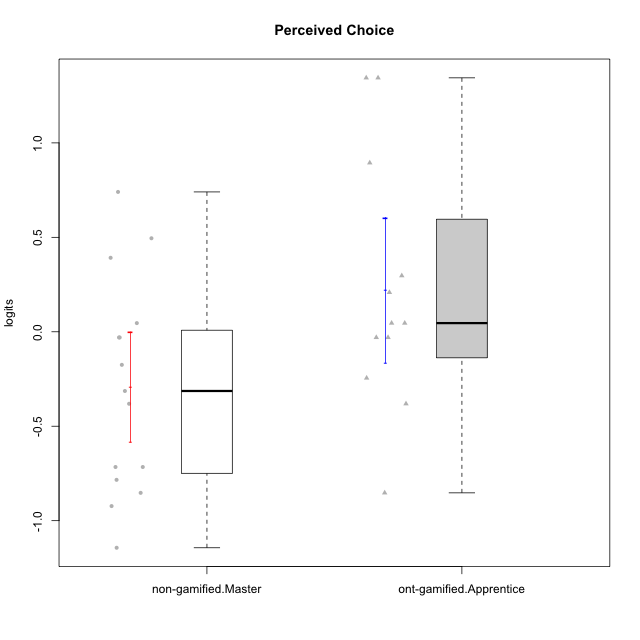 Perceived Choice
logits
1.0
0.5
0.0
-0.5
-1.0
non-gamified.Master
ont-gamified.Apprentice